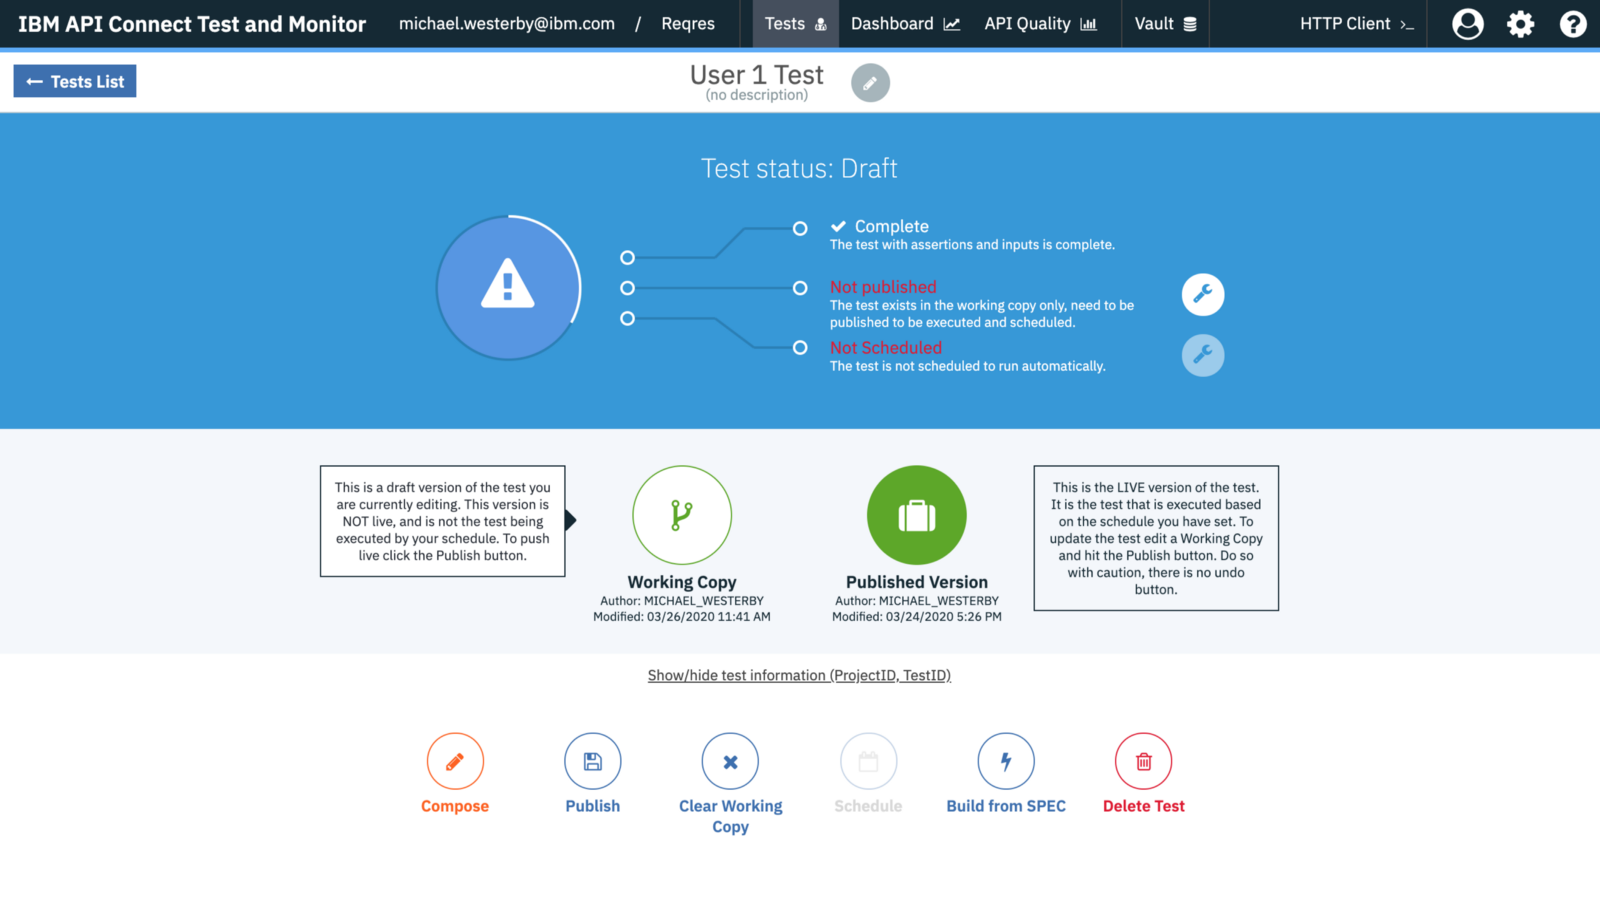 IBM API Connect Test and Monitor michael.westerby@ibm.com / Reqres Tests Dashboard API Quality Vault HTTP Client >_
← Tests List
User 1 Test
(no description)
Test status: Draft
Complete
The test with assertions and inputs is complete.
Not published
The test exists in the working copy only, need to be
published to be executed and scheduled.
Not Scheduled
The test is not scheduled to run automatically.
This is a draft version of the test you
are currently editing. This version is
NOT live, and is not the test being
executed by your schedule. To push
live click the Publish button.
Working Copy
Author: MICHAEL_WESTERBY
Modified: 03/26/2020 11:41 AM
Published Version
Author: MICHAEL_WESTERBY
Modified: 03/24/2020 5:26 PM
This is the LIVE version of the test.
It is the test that is executed based
on the schedule you have set. To
update the test edit a Working Copy
and hit the Publish button. Do so
with caution, there is no undo
button.
Show/hide test information (ProjectID, TestID)
Compose
Publish
Clear Working
Copy
Schedule
Build from SPEC
Delete Test